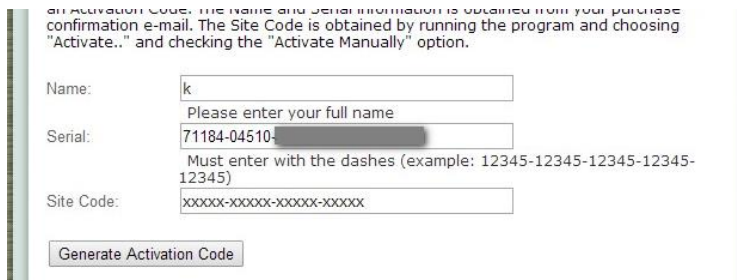 an Activation Code. The Name and Serial information is obtained from your purchase
confirmation e-mail. The Site Code is obtained by running the program and choosing
"Activate.." and checking the "Activate Manually" option.
Name:
k
Please enter your full name
Serial:
71184-04510-
Must enter with the dashes (example: 12345-12345-12345-12345-
12345)
Site Code:
xxxxx-xxxxx-xxxxx-xxxxx
Generate Activation Code